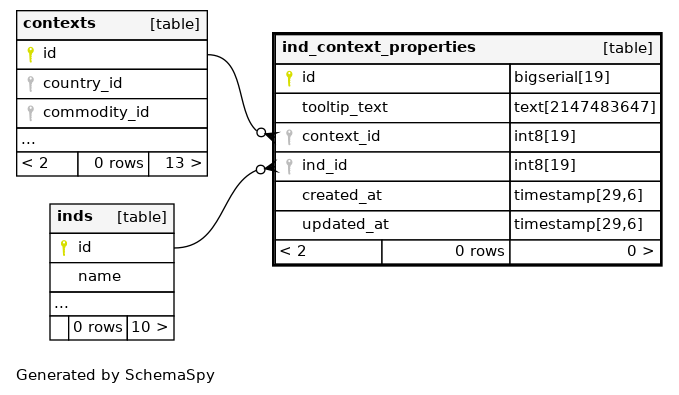 contexts [table]
id
country_id
commodity_id
...
< 2 0 rows 13 >
ind_context_properties [table]
id bigserial[19]
tooltip_text text[2147483647]
context_id int8[19]
ind_id int8[19]
created_at timestamp[29,6]
updated_at timestamp[29,6]
< 2 0 rows 0 >
inds [table]
id
name
...
0 rows 10 >
Generated by SchemaSpy